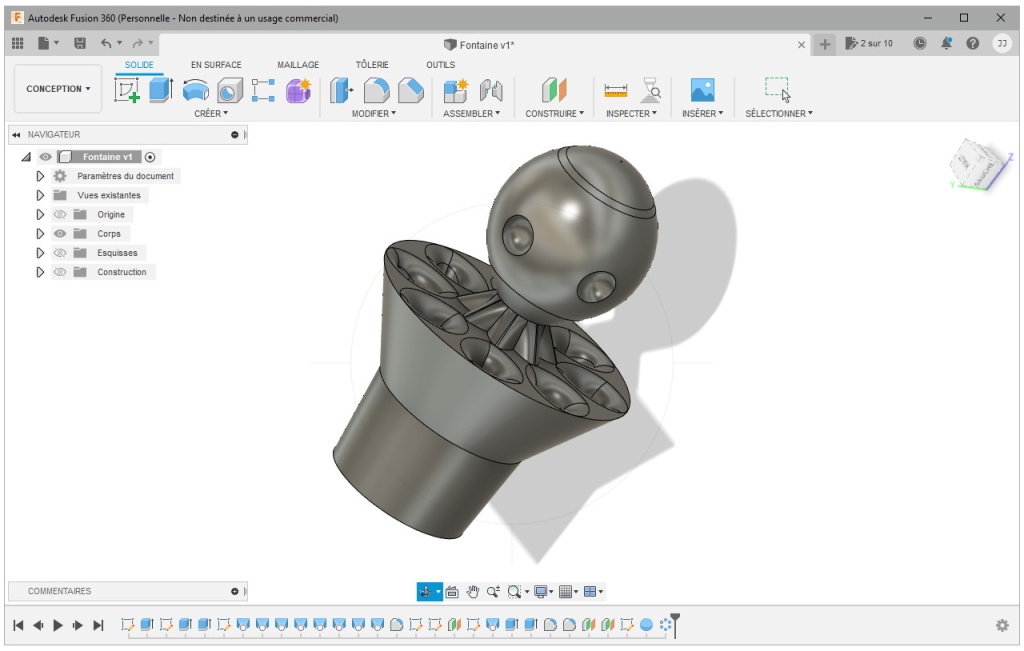 Autodesk Fusion 360 (Personnelle - Non destinée à un usage commercial)
Fontaine v1*
2 sur 10
JJ
CONCEPTION
SOLIDE EN SURFACE MAILLAGE TÔLERIE OUTILS
CRÉER MODIFIER ASSEMBLER CONSTRUIRE INSPECTER INSÉRER SÉLECTIONNER
NAVIGATEUR
Fontaine v1
Paramètres du document
Vues existantes
Origine
Corps
Esquisses
Construction
Z
Y
COMMENTAIRES